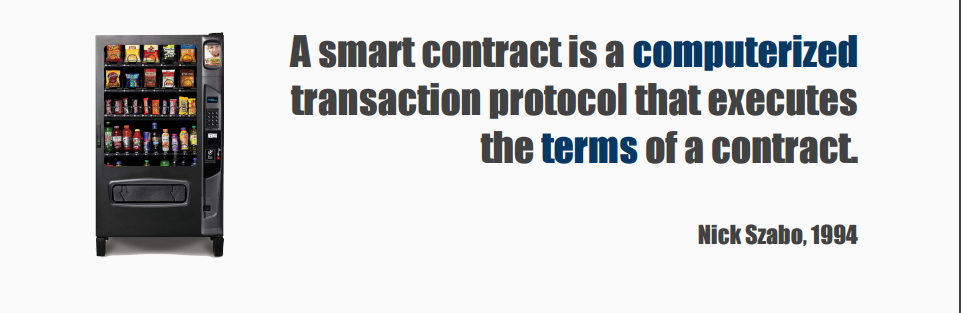 A smart contract is a computerized
transaction protocol that executes
the terms of a contract.
Nick Szabo, 1994